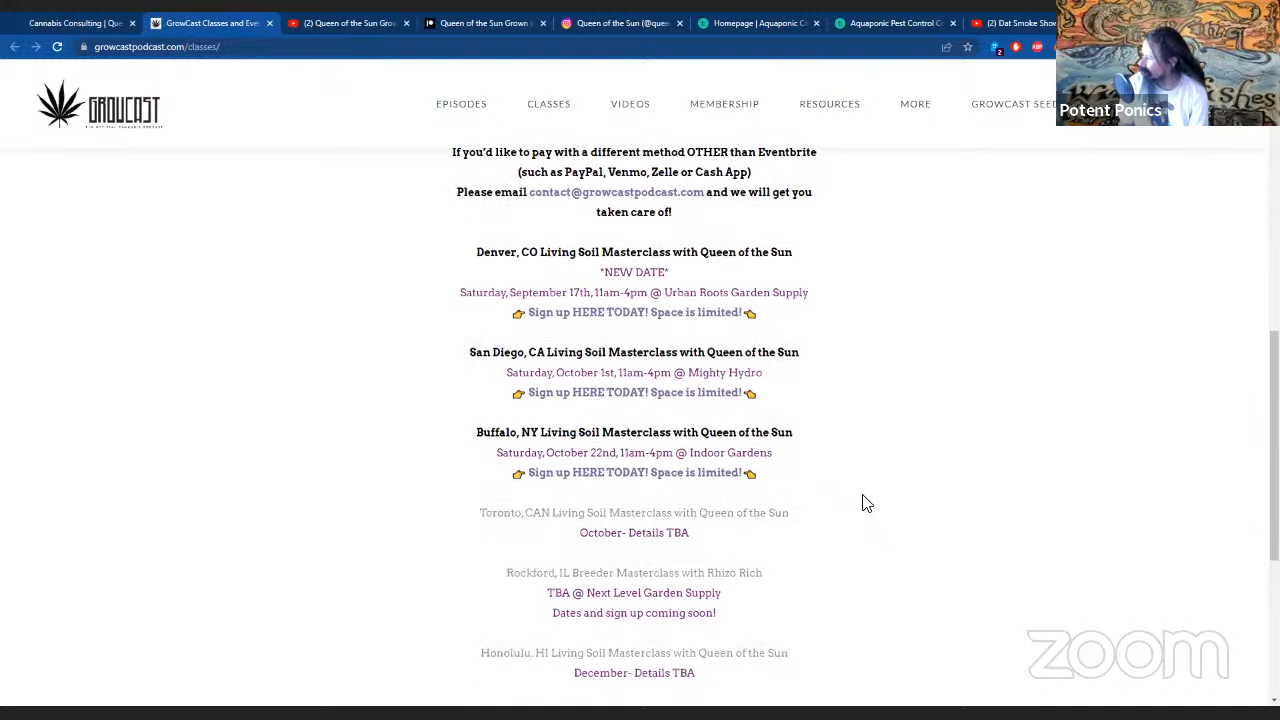 Cannabis Consulting | Po
GrowCast Classes and Eve
(2) Queen of the Sun Grow
Queen of the Sun Grown
Queen of the Sun (@quee
Homepage | Aquaponic C
Aquaponic Pest Control C
(2) Dat Smoke Show
growcastpodcast.com/classes/
2
ABP
GROWCAST
EPISODES
CLASSES
VIDEOS
MEMBERSHIP
RESOURCES
MORE
GROWCAST SEED
Potent Ponics
If you'd like to pay with a different method OTHER than Eventbrite
(such as PayPal, Venmo, Zelle or Cash App)
Please email contact@growcastpodcast.com and we will get you
taken care of!
Denver, CO Living Soil Masterclass with Queen of the Sun
*NEW DATE*
Saturday, September 17th, 11am-4pm @ Urban Roots Garden Supply
👉 Sign up HERE TODAY! Space is limited! 👈
San Diego, CA Living Soil Masterclass with Queen of the Sun
Saturday, October 1st, 11am-4pm @ Mighty Hydro
👉 Sign up HERE TODAY! Space is limited! 👈
Buffalo, NY Living Soil Masterclass with Queen of the Sun
Saturday, October 22nd, 11am-4pm @ Indoor Gardens
👉 Sign up HERE TODAY! Space is limited! 👈
Toronto, CAN Living Soil Masterclass with Queen of the Sun
October- Details TBA
Rockford, IL Breeder Masterclass with Rhizo Rich
TBA @ Next Level Garden Supply
Dates and sign up coming soon!
Honolulu, HI Living Soil Masterclass with Queen of the Sun
December- Details TBA
zoom